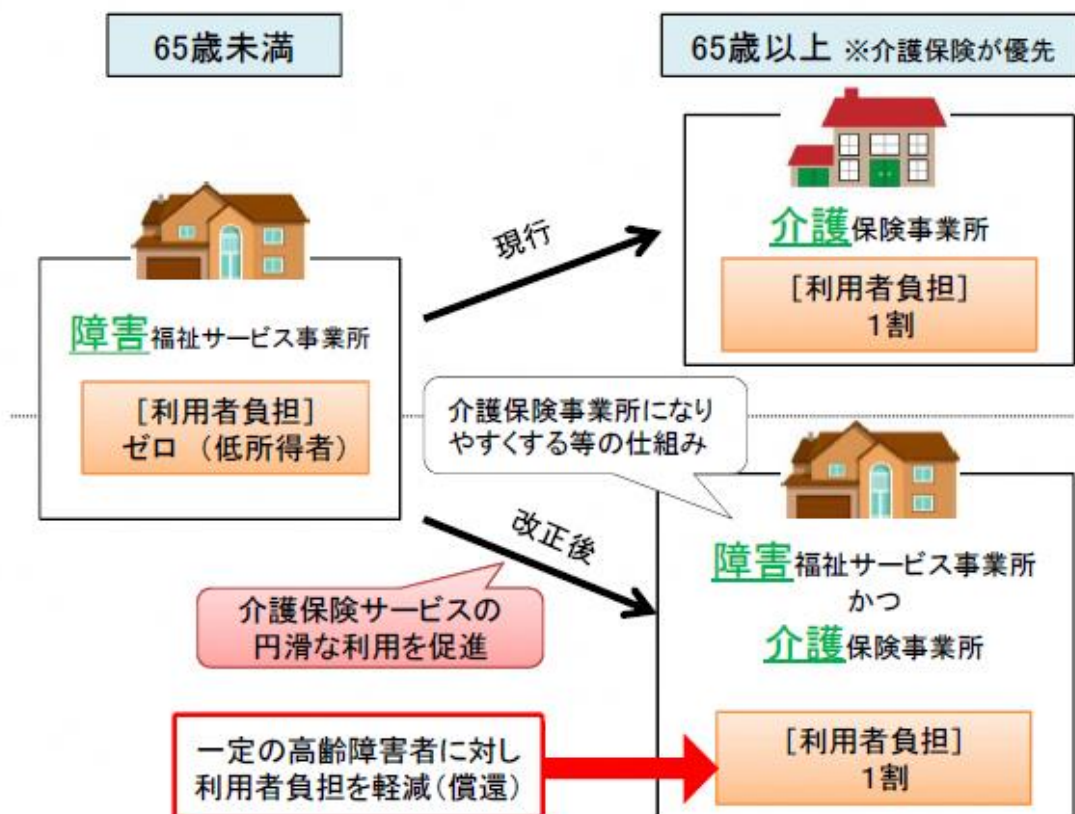 65歳未満
65歳以上 ※介護保険が優先
現行
介護保険事業所
[利用者負担]
1割
障害福祉サービス事業所
[利用者負担]
ゼロ (低所得者)
介護保険事業所になり
やすくする等の仕組み
改正後
介護保険サービスの
円滑な利用を促進
障害福祉サービス事業所
かつ
介護保険事業所
一定の高齢障害者に対し
利用者負担を軽減(償還)
[利用者負担]
1割